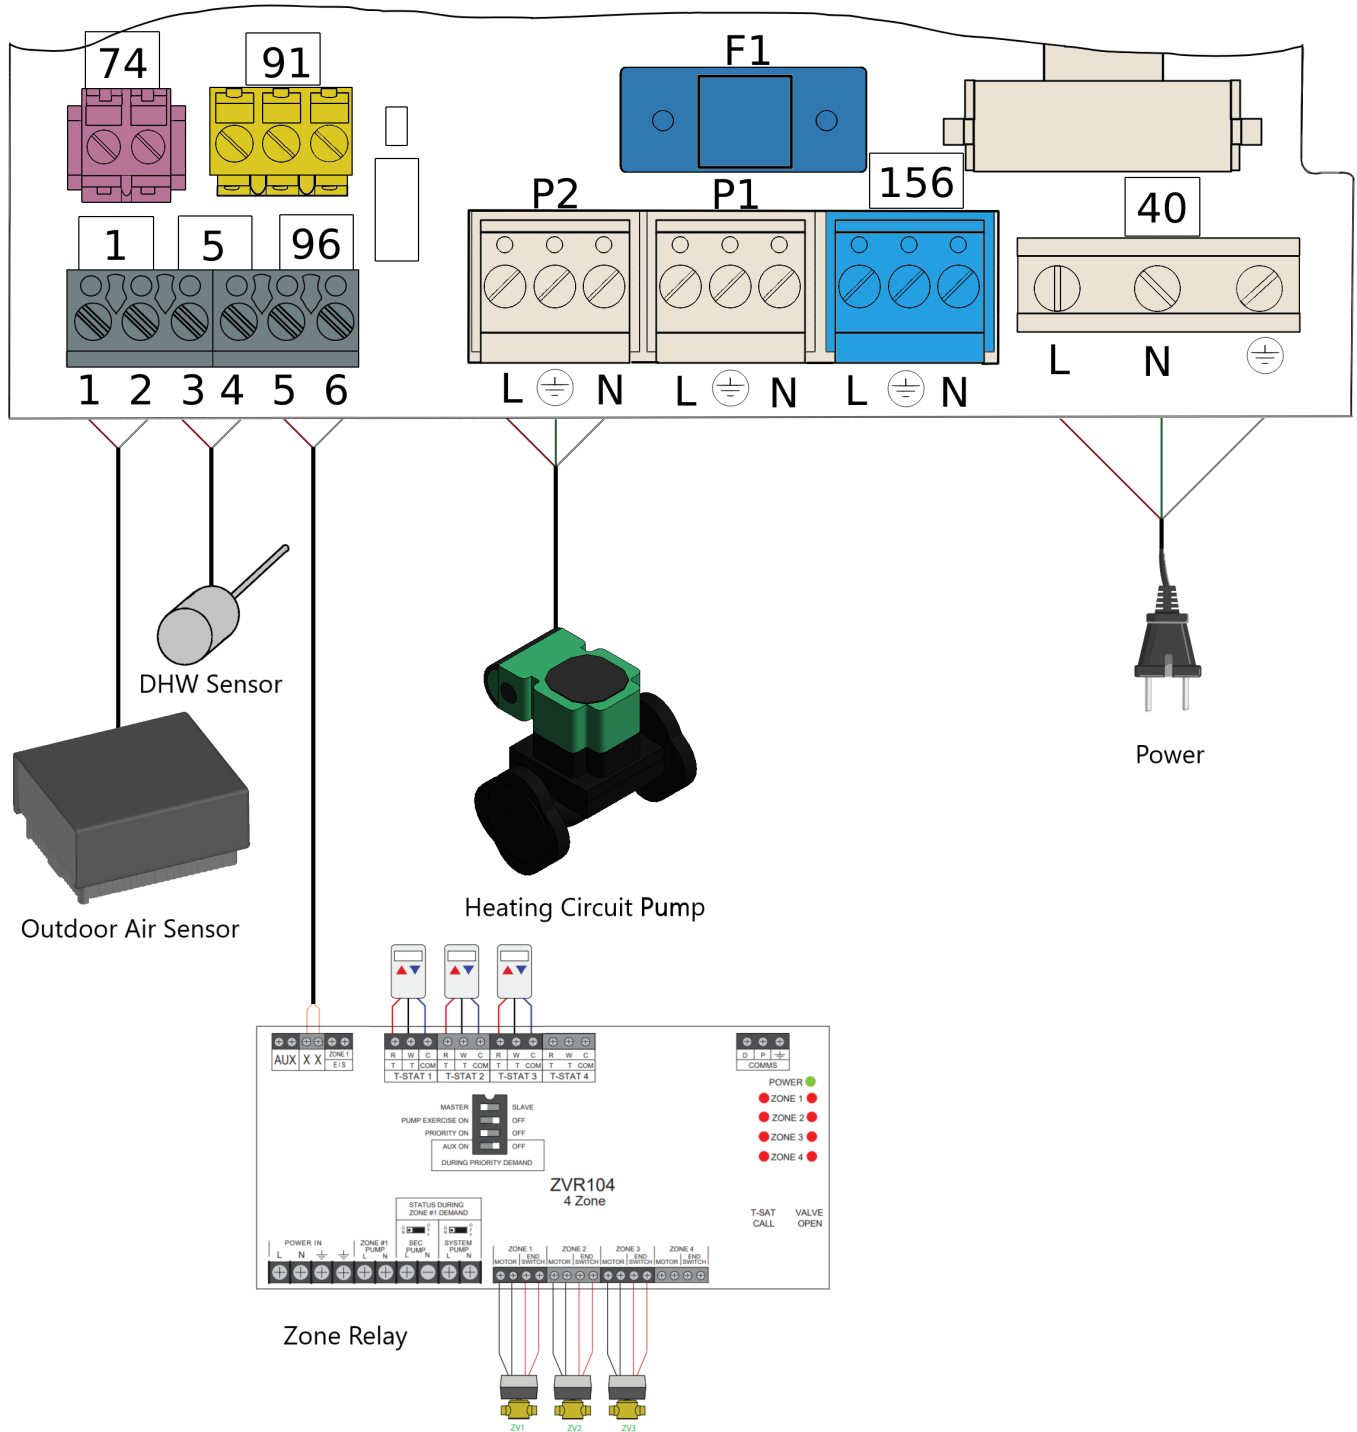 74 91 F1
P2 P1 156 40
1 5 96
1 2 3 4 5 6
L N L N L N
L N
DHW Sensor
Power
Outdoor Air Sensor
Heating Circuit Pump
AUX X X ZONE 1
E / S
R W C R W C R W C R W C
T T COM T T COM T T COM T T COM
T-STAT 1 T-STAT 2 T-STAT 3 T-STAT 4
D P
COMMS
POWER
ZONE 1
ZONE 2
ZONE 3
ZONE 4
MASTER SLAVE
PUMP EXERCISE ON OFF
PRIORITY ON OFF
AUX ON OFF
DURING PRIORITY DEMAND
ZVR104
4 Zone
T-SAT VALVE
CALL OPEN
STATUS DURING
ZONE #1 DEMAND
ON OFF ON OFF
POWER IN
L N
ZONE #1
PUMP
L N
SEC
PUMP
L N
SYSTEM
PUMP
L N
ZONE 1 ZONE 2 ZONE 3 ZONE 4
MOTOR END SWITCH MOTOR END SWITCH MOTOR END SWITCH MOTOR END SWITCH
Zone Relay
ZV1 ZV2 ZV3